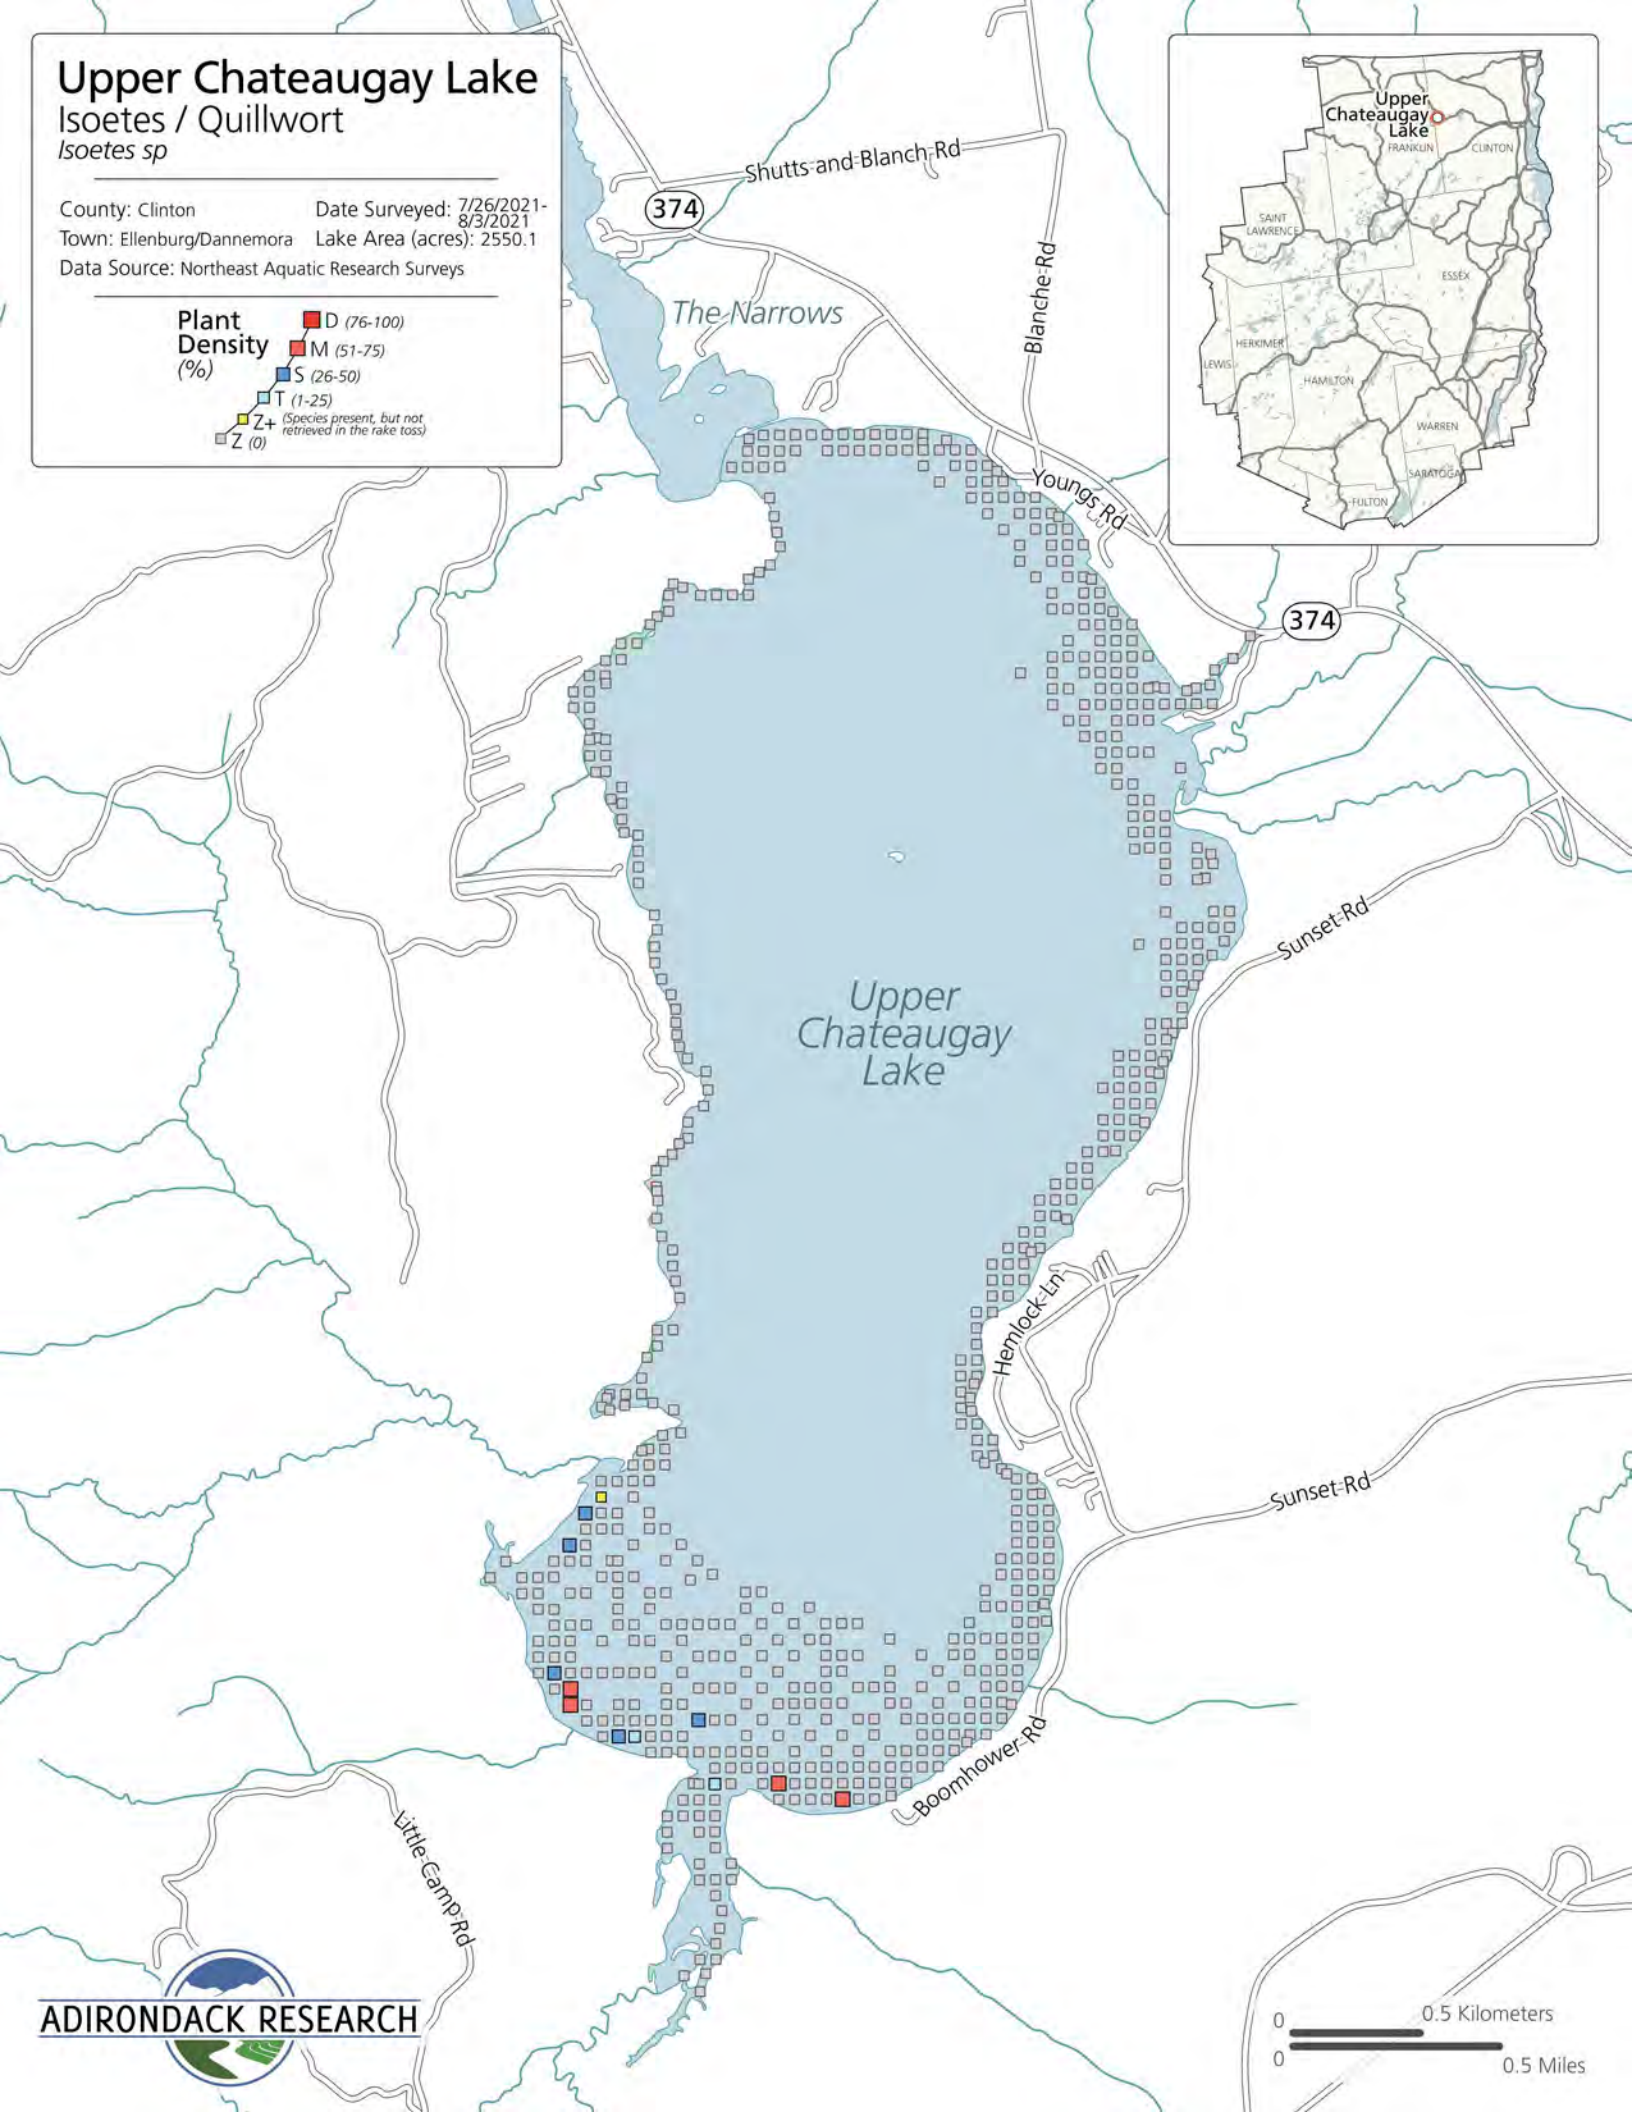 Upper Chateaugay Lake
Isoetes / Quillwort
Isoetes sp
County: Clinton
Date Surveyed: 7/26/2021-
8/3/2021
Town: Ellenburg/Dannemora
Lake Area (acres): 2550.1
Data Source: Northeast Aquatic Research Surveys
Plant
Density
(%)
D (76-100)
M (51-75)
S (26-50)
T (1-25)
Z+ (Species present, but not
retrieved in the rake toss)
Z (0)
Upper
Chateaugay
Lake
FRANKLIN
CLINTON
SAINT
LAWRENCE
ESSEX
HERKIMER
LEWIS
HAMILTON
WARREN
SARATOGA
FULTON
Shutts-and-Blanch-Rd
374
The Narrows
Blanche-Rd
Youngs Rd
374
Sunset-Rd
Upper
Chateaugay
Lake
Hemlock-Ln
Sunset-Rd
Boomhower-Rd
Little-Camp-Rd
ADIRONDACK RESEARCH
0 0.5 Kilometers
0 0.5 Miles